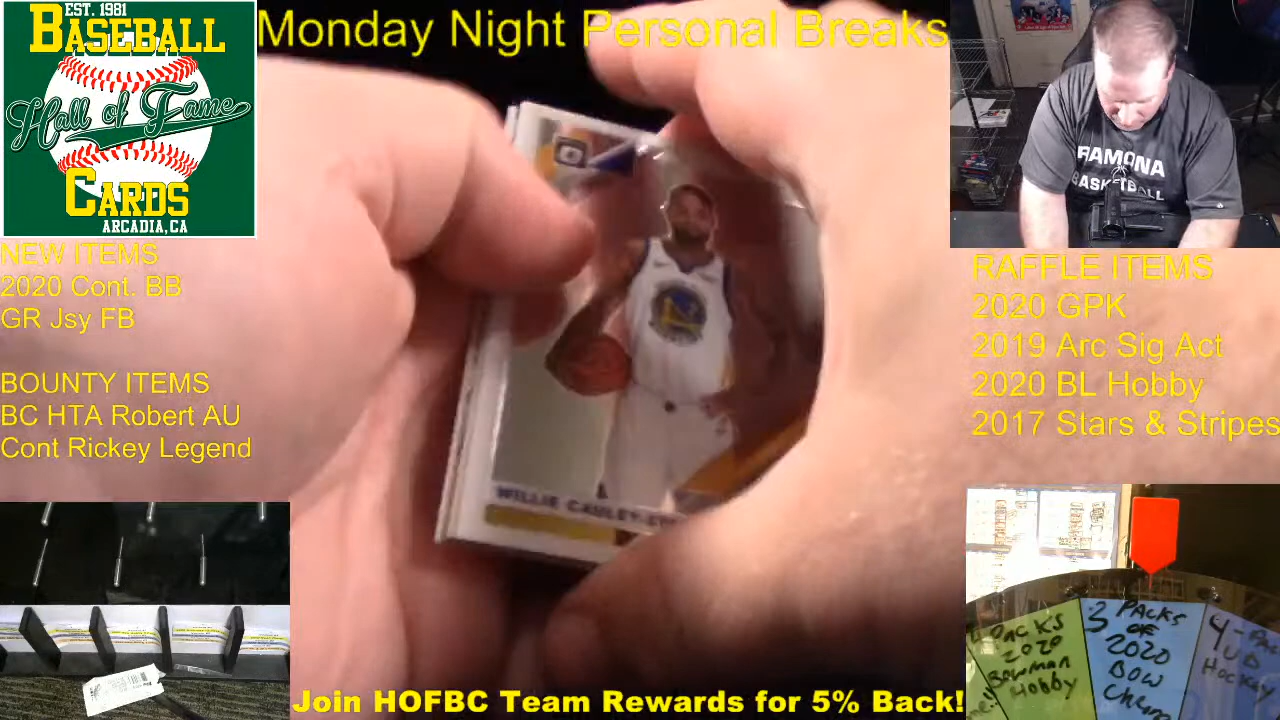 EST. 1981
BASEBALL
Hall of Fame
CARDS
ARCADIA, CA
Monday Night Personal Breaks
RAMONA
BASKETBALL
NEW ITEMS
2020 Cont. BB
GR Jsy FB
BOUNTY ITEMS
BC HTA Robert AU
Cont Rickey Legend
RAFFLE ITEMS
2020 GPK
2019 Arc Sig Act
2020 BL Hobby
2017 Stars & Stripes
WILLIE CAULEY-
PACKS
2020
BOWMAN
HOBBY
3 PACKS
OF
2020
BOW
Chrome
4-
UD
HOCKEY
Join HOFBC Team Rewards for 5% Back!